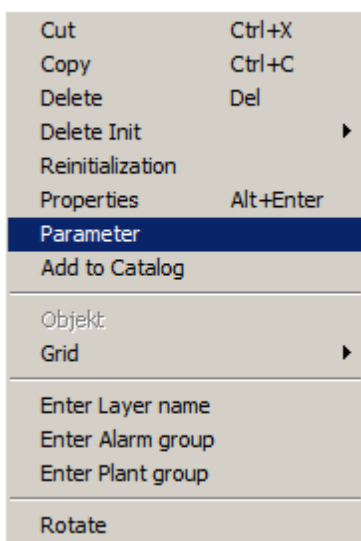 Cut Ctrl+X
Copy Ctrl+C
Delete Del
Delete Init
Reinitialization
Properties Alt+Enter
Parameter
Add to Catalog
Objekt
Grid
Enter Layer name
Enter Alarm group
Enter Plant group
Rotate